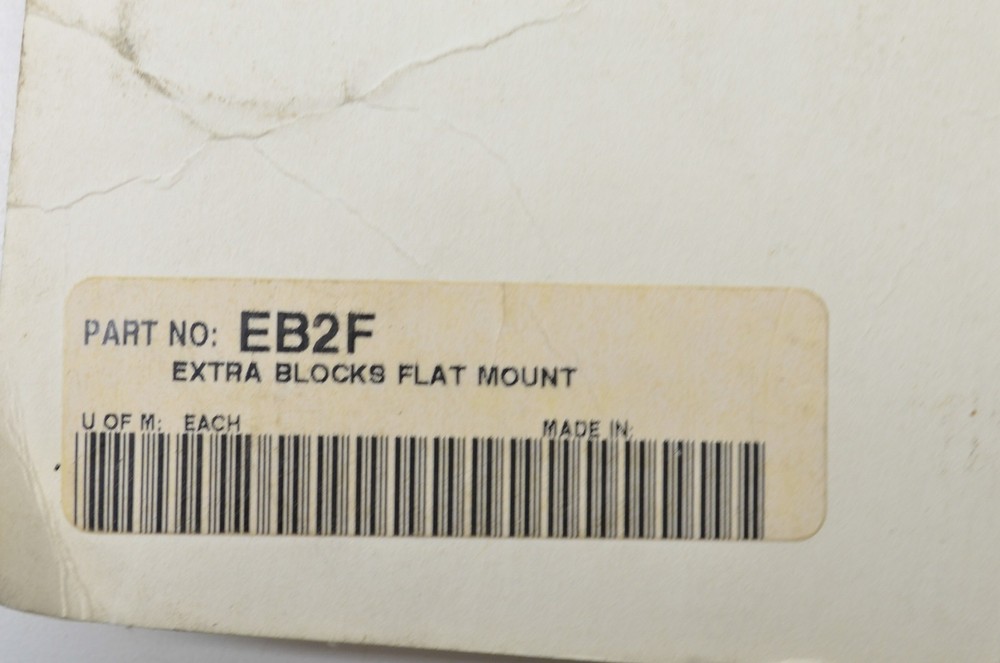 PART NO: EB2F
EXTRA BLOCKS FLAT MOUNT
U OF M: EACH MADE IN: